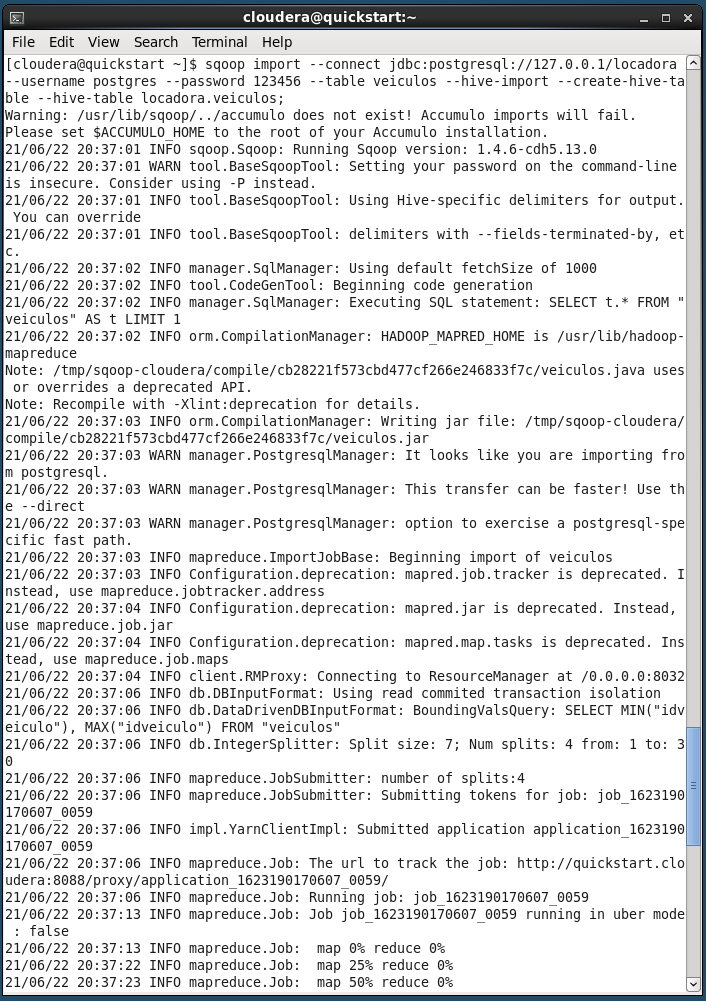 cloudera@quickstart:~
File Edit View Search Terminal Help
[cloudera@quickstart ~]$ sqoop import --connect jdbc:postgresql://127.0.0.1/locadora
--username postgres --password 123456 --table veiculos --hive-import --create-hive-ta
ble --hive-table locadora.veiculos;
Warning: /usr/lib/sqoop/../accumulo does not exist! Accumulo imports will fail.
Please set $ACCUMULO_HOME to the root of your Accumulo installation.
21/06/22 20:37:01 INFO sqoop.Sqoop: Running Sqoop version: 1.4.6-cdh5.13.0
21/06/22 20:37:01 WARN tool.BaseSqoopTool: Setting your password on the command-line
is insecure. Consider using -P instead.
21/06/22 20:37:01 INFO tool.BaseSqoopTool: Using Hive-specific delimiters for output.
 You can override
21/06/22 20:37:01 INFO tool.BaseSqoopTool: delimiters with --fields-terminated-by, et
c.
21/06/22 20:37:02 INFO manager.SqlManager: Using default fetchSize of 1000
21/06/22 20:37:02 INFO tool.CodeGenTool: Beginning code generation
21/06/22 20:37:02 INFO manager.SqlManager: Executing SQL statement: SELECT t.* FROM "
veiculos" AS t LIMIT 1
21/06/22 20:37:02 INFO orm.CompilationManager: HADOOP_MAPRED_HOME is /usr/lib/hadoop-
mapreduce
Note: /tmp/sqoop-cloudera/compile/cb28221f573cbd477cf266e246833f7c/veiculos.java uses
 or overrides a deprecated API.
Note: Recompile with -Xlint:deprecation for details.
21/06/22 20:37:03 INFO orm.CompilationManager: Writing jar file: /tmp/sqoop-cloudera/
compile/cb28221f573cbd477cf266e246833f7c/veiculos.jar
21/06/22 20:37:03 WARN manager.PostgresqlManager: It looks like you are importing fro
m postgresql.
21/06/22 20:37:03 WARN manager.PostgresqlManager: This transfer can be faster! Use th
e --direct
21/06/22 20:37:03 WARN manager.PostgresqlManager: option to exercise a postgresql-spe
cific fast path.
21/06/22 20:37:03 INFO mapreduce.ImportJobBase: Beginning import of veiculos
21/06/22 20:37:03 INFO Configuration.deprecation: mapred.job.tracker is deprecated. I
nstead, use mapreduce.jobtracker.address
21/06/22 20:37:04 INFO Configuration.deprecation: mapred.jar is deprecated. Instead,
use mapreduce.job.jar
21/06/22 20:37:04 INFO Configuration.deprecation: mapred.map.tasks is deprecated. Ins
tead, use mapreduce.job.maps
21/06/22 20:37:04 INFO client.RMProxy: Connecting to ResourceManager at /0.0.0.0:8032
21/06/22 20:37:06 INFO db.DBInputFormat: Using read commited transaction isolation
21/06/22 20:37:06 INFO db.DataDrivenDBInputFormat: BoundingValsQuery: SELECT MIN("idv
eiculo"), MAX("idveiculo") FROM "veiculos"
21/06/22 20:37:06 INFO db.IntegerSplitter: Split size: 7; Num splits: 4 from: 1 to: 3
0
21/06/22 20:37:06 INFO mapreduce.JobSubmitter: number of splits:4
21/06/22 20:37:06 INFO mapreduce.JobSubmitter: Submitting tokens for job: job_1623190
170607_0059
21/06/22 20:37:06 INFO impl.YarnClientImpl: Submitted application application_1623190
170607_0059
21/06/22 20:37:06 INFO mapreduce.Job: The url to track the job: http://quickstart.clo
udera:8088/proxy/application_1623190170607_0059/
21/06/22 20:37:06 INFO mapreduce.Job: Running job: job_1623190170607_0059
21/06/22 20:37:13 INFO mapreduce.Job: Job job_1623190170607_0059 running in uber mode
 : false
21/06/22 20:37:13 INFO mapreduce.Job:  map 0% reduce 0%
21/06/22 20:37:22 INFO mapreduce.Job:  map 25% reduce 0%
21/06/22 20:37:23 INFO mapreduce.Job:  map 50% reduce 0%